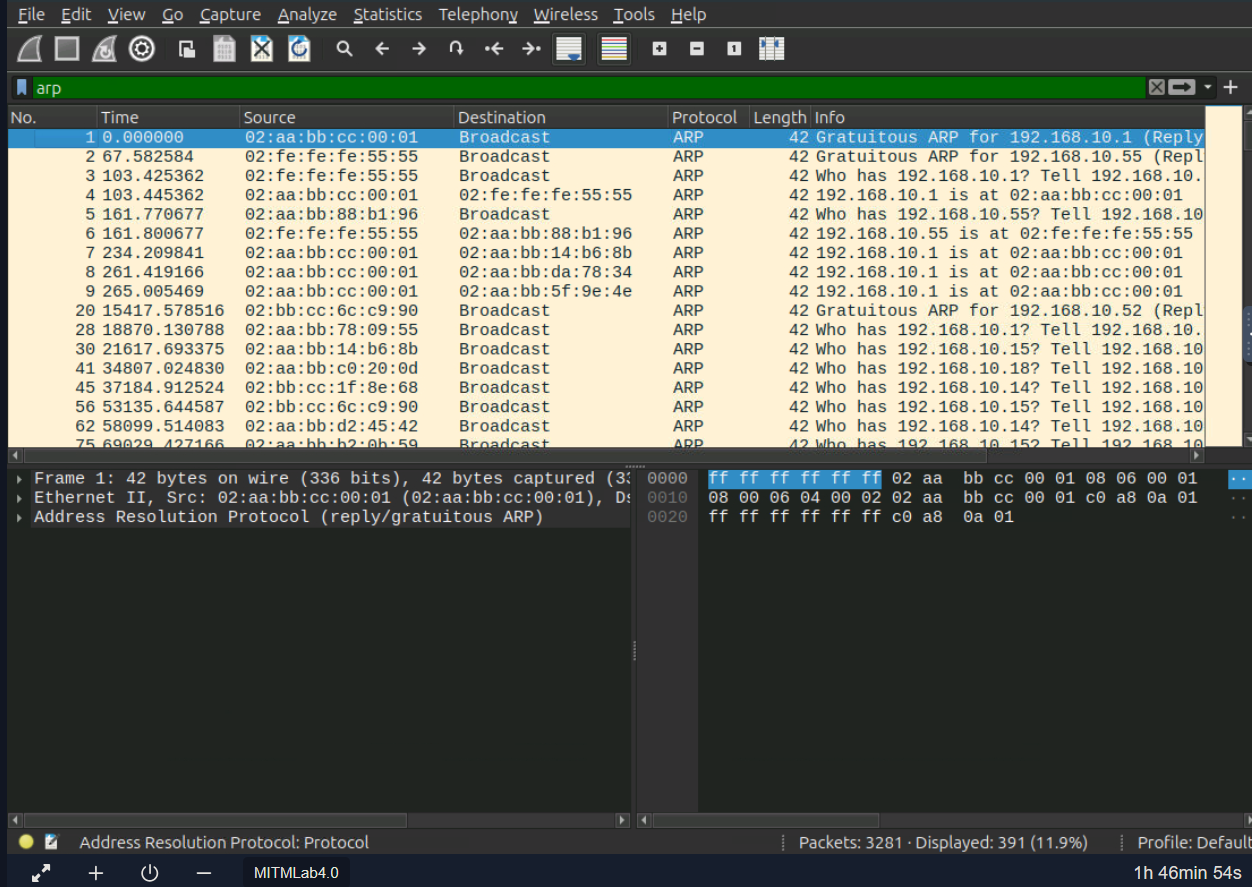 File Edit View Go Capture Analyze Statistics Telephony Wireless Tools Help
arp
No. Time Source Destination Protocol Length Info
1 0.000000 02:aa:bb:cc:00:01 Broadcast ARP 42 Gratuitous ARP for 192.168.10.1 (Reply
2 67.582584 02:fe:fe:fe:55:55 Broadcast ARP 42 Gratuitous ARP for 192.168.10.55 (Repl
3 103.425362 02:fe:fe:fe:55:55 Broadcast ARP 42 Who has 192.168.10.1? Tell 192.168.10.
4 103.445362 02:aa:bb:cc:00:01 02:fe:fe:fe:55:55 ARP 42 192.168.10.1 is at 02:aa:bb:cc:00:01
5 161.770677 02:aa:bb:88:b1:96 Broadcast ARP 42 Who has 192.168.10.55? Tell 192.168.10
6 161.800677 02:fe:fe:fe:55:55 02:aa:bb:88:b1:96 ARP 42 192.168.10.55 is at 02:fe:fe:fe:55:55
7 234.209841 02:aa:bb:cc:00:01 02:aa:bb:14:b6:8b ARP 42 192.168.10.1 is at 02:aa:bb:cc:00:01
8 261.419166 02:aa:bb:cc:00:01 02:aa:bb:da:78:34 ARP 42 192.168.10.1 is at 02:aa:bb:cc:00:01
9 265.005469 02:aa:bb:cc:00:01 02:aa:bb:5f:9e:4e ARP 42 192.168.10.1 is at 02:aa:bb:cc:00:01
20 15417.578516 02:bb:cc:6c:c9:90 Broadcast ARP 42 Gratuitous ARP for 192.168.10.52 (Repl
28 18870.130788 02:aa:bb:78:09:55 Broadcast ARP 42 Who has 192.168.10.1? Tell 192.168.10.
30 21617.693375 02:aa:bb:14:b6:8b Broadcast ARP 42 Who has 192.168.10.15? Tell 192.168.10
41 34807.024830 02:aa:bb:c0:20:0d Broadcast ARP 42 Who has 192.168.10.18? Tell 192.168.10
45 37184.912524 02:bb:cc:1f:8e:68 Broadcast ARP 42 Who has 192.168.10.14? Tell 192.168.10
56 53135.644587 02:bb:cc:6c:c9:90 Broadcast ARP 42 Who has 192.168.10.15? Tell 192.168.10
62 58099.514083 02:aa:bb:d2:45:42 Broadcast ARP 42 Who has 192.168.10.14? Tell 192.168.10
75 69029.427166 02:aa:bb:b2:0b:59 Broadcast ARP 42 Who has 192.168.10.15? Tell 192.168.10
Frame 1: 42 bytes on wire (336 bits), 42 bytes captured (33
Ethernet II, Src: 02:aa:bb:cc:00:01 (02:aa:bb:cc:00:01), Ds
Address Resolution Protocol (reply/gratuitous ARP)
0000 ff ff ff ff ff ff 02 aa bb cc 00 01 08 06 00 01 ··
0010 08 00 06 04 00 02 02 aa bb cc 00 01 c0 a8 0a 01 ··
0020 ff ff ff ff ff ff c0 a8 0a 01 ··
Address Resolution Protocol: Protocol Packets: 3281 · Displayed: 391 (11.9%) Profile: Default
MITMLab4.0 1h 46min 54s